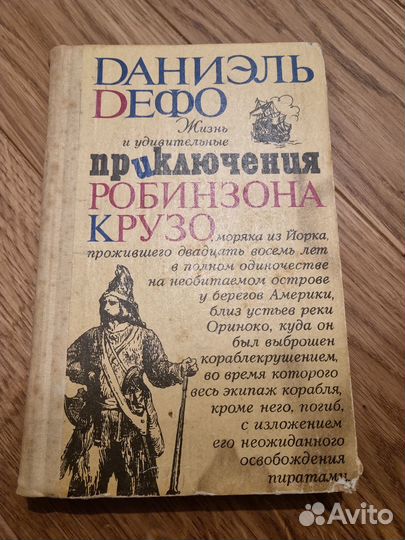 DАНИЭЛЬ
DЕФО
Жизнь
и удивительные
приключения
РОБИНЗОНА
КРУЗО,
моряка из Йорка,
прожившего двадцать восемь лет
в полном одиночестве
на необитаемом острове
у берегов Америки,
близ устьев реки
Ориноко, куда он
был выброшен
кораблекрушением,
во время которого
весь экипаж корабля,
кроме него, погиб,
с изложением
его неожиданного
освобождения
пиратами.
Avito